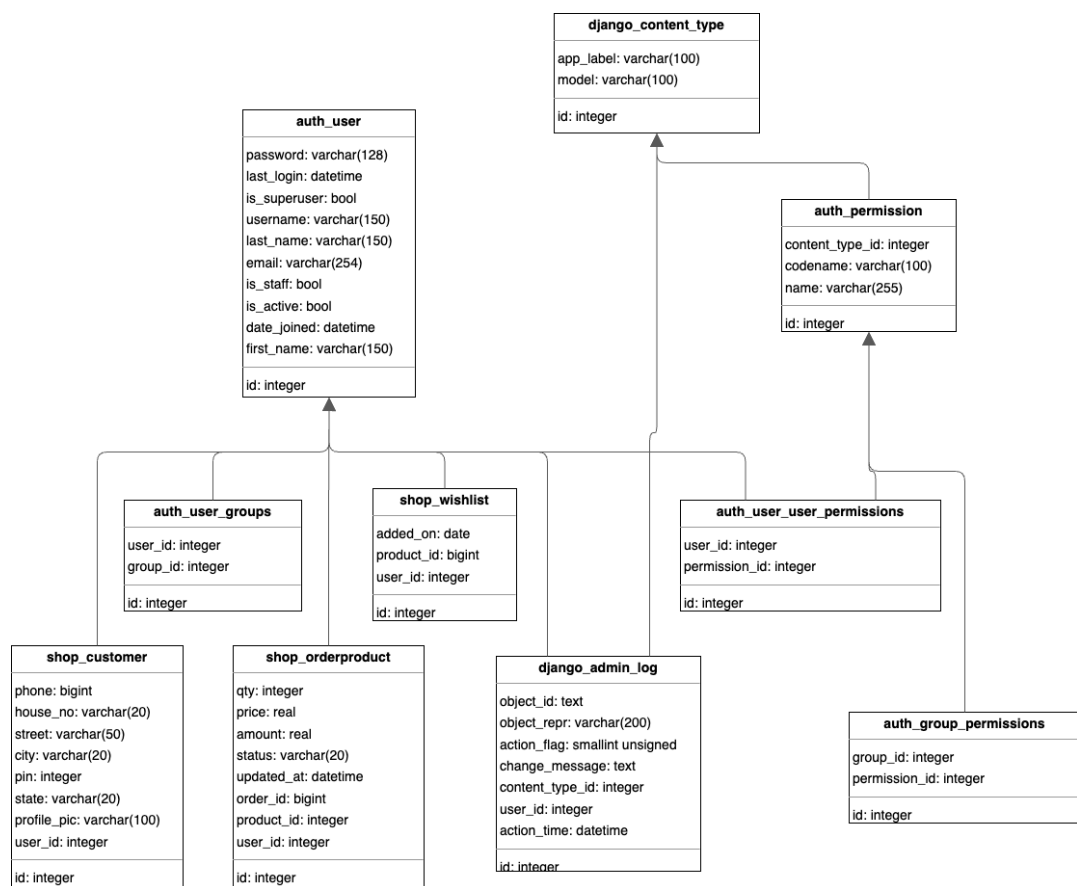 django_content_type
app_label: varchar(100)
model: varchar(100)
id: integer
auth_user
password: varchar(128)
last_login: datetime
is_superuser: bool
username: varchar(150)
last_name: varchar(150)
email: varchar(254)
is_staff: bool
is_active: bool
date_joined: datetime
first_name: varchar(150)
id: integer
auth_permission
content_type_id: integer
codename: varchar(100)
name: varchar(255)
id: integer
auth_user_groups
user_id: integer
group_id: integer
id: integer
shop_wishlist
added_on: date
product_id: bigint
user_id: integer
id: integer
auth_user_user_permissions
user_id: integer
permission_id: integer
id: integer
shop_customer
phone: bigint
house_no: varchar(20)
street: varchar(50)
city: varchar(20)
pin: integer
state: varchar(20)
profile_pic: varchar(100)
user_id: integer
id: integer
shop_orderproduct
qty: integer
price: real
amount: real
status: varchar(20)
updated_at: datetime
order_id: bigint
product_id: integer
user_id: integer
id: integer
django_admin_log
object_id: text
object_repr: varchar(200)
action_flag: smallint unsigned
change_message: text
content_type_id: integer
user_id: integer
action_time: datetime
id: integer
auth_group_permissions
group_id: integer
permission_id: integer
id: integer